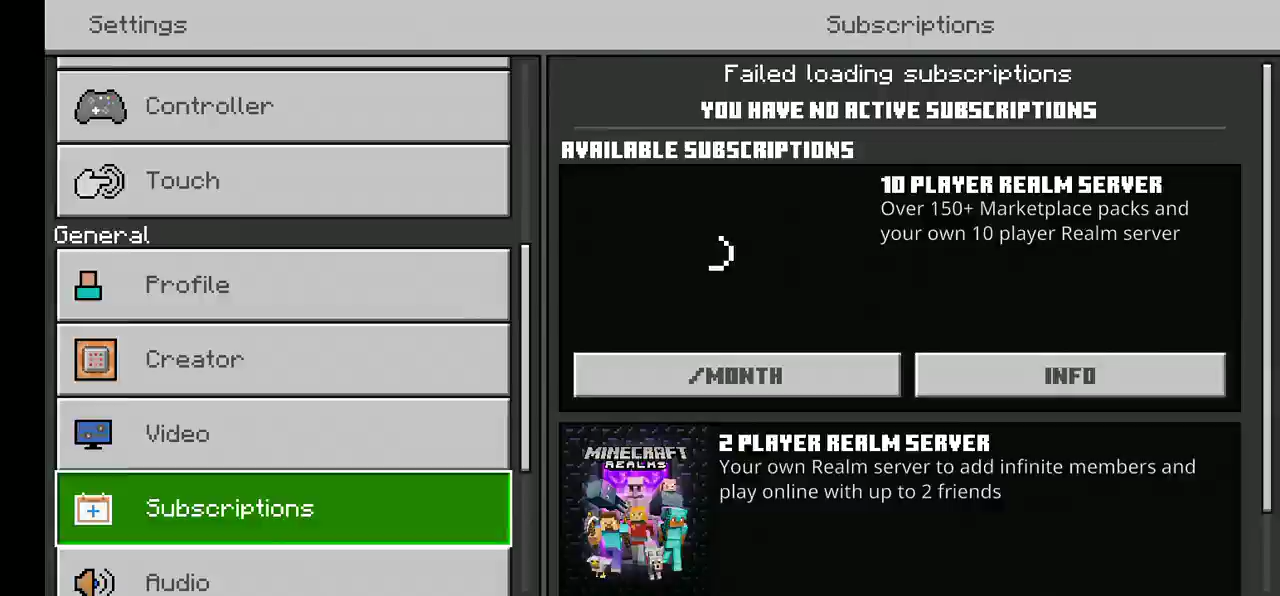 Settings
Subscriptions
Controller
Touch
General
Profile
Creator
Video
Subscriptions
Audio
Failed loading subscriptions
YOU HAVE NO ACTIVE SUBSCRIPTIONS
AVAILABLE SUBSCRIPTIONS
10 PLAYER REALM SERVER
Over 150+ Marketplace packs and
your own 10 player Realm server
/MONTH
INFO
MINECRAFT
REALMS
2 PLAYER REALM SERVER
Your own Realm server to add infinite members and
play online with up to 2 friends